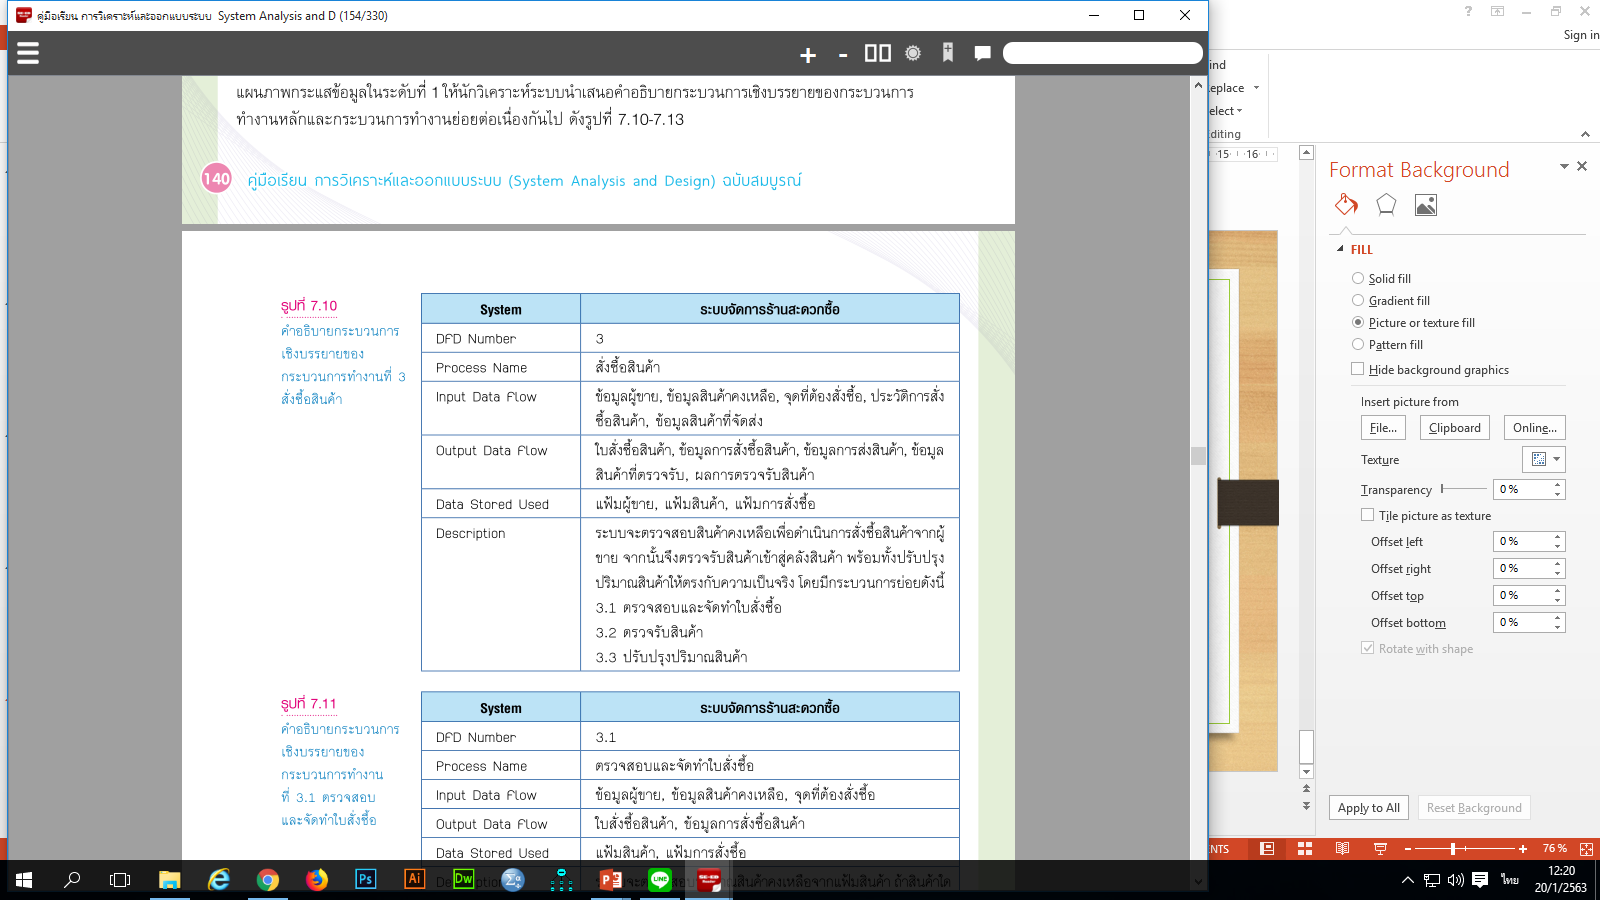 คู่มือเรียน การวิเคราะห์และออกแบบระบบ System Analysis and D (154/330)
แผนภาพกระแสข้อมูลในระดับที่ 1 ให้นักวิเคราะห์ระบบนำเสนอคำอธิบายกระบวนการเชิงบรรยายของกระบวนการ
ทำงานหลักและกระบวนการทำงานย่อยต่อเนื่องกันไป ดังรูปที่ 7.10-7.13
140 คู่มือเรียน การวิเคราะห์และออกแบบระบบ (System Analysis and Design) ฉบับสมบูรณ์
รูปที่ 7.10
คำอธิบายกระบวนการ
เชิงบรรยายของ
กระบวนการทำงานที่ 3
สั่งซื้อสินค้า
System ระบบจัดการร้านสะดวกซื้อ
DFD Number 3
Process Name สั่งซื้อสินค้า
Input Data Flow ข้อมูลผู้ขาย, ข้อมูลสินค้าคงเหลือ, จุดที่ต้องสั่งซื้อ, ประวัติการสั่ง
ซื้อสินค้า, ข้อมูลสินค้าที่จัดส่ง
Output Data Flow ใบสั่งซื้อสินค้า, ข้อมูลการสั่งซื้อสินค้า, ข้อมูลการส่งสินค้า, ข้อมูล
สินค้าที่ตรวจรับ, ผลการตรวจรับสินค้า
Data Stored Used แฟ้มผู้ขาย, แฟ้มสินค้า, แฟ้มการสั่งซื้อ
Description ระบบจะตรวจสอบสินค้าคงเหลือเพื่อดำเนินการสั่งซื้อสินค้าจากผู้
ขาย จากนั้นจึงตรวจรับสินค้าเข้าสู่คลังสินค้า พร้อมทั้งปรับปรุง
ปริมาณสินค้าให้ตรงกับความเป็นจริง โดยมีกระบวนการย่อยดังนี้
3.1 ตรวจสอบและจัดทำใบสั่งซื้อ
3.2 ตรวจรับสินค้า
3.3 ปรับปรุงปริมาณสินค้า
รูปที่ 7.11
คำอธิบายกระบวนการ
เชิงบรรยายของ
กระบวนการทำงาน
ที่ 3.1 ตรวจสอบ
และจัดทำใบสั่งซื้อ
System ระบบจัดการร้านสะดวกซื้อ
DFD Number 3.1
Process Name ตรวจสอบและจัดทำใบสั่งซื้อ
Input Data Flow ข้อมูลผู้ขาย, ข้อมูลสินค้าคงเหลือ, จุดที่ต้องสั่งซื้อ
Output Data Flow ใบสั่งซื้อสินค้า, ข้อมูลการสั่งซื้อสินค้า
Data Stored Used แฟ้มสินค้า, แฟ้มการสั่งซื้อ
Sign in
ind
eplace
elect
diting
15 16
Format Background
FILL
Solid fill
Gradient fill
Picture or texture fill
Pattern fill
Hide background graphics
Insert picture from
File... Clipboard Online...
Texture
Transparency 0 %
Tile picture as texture
Offset left 0 %
Offset right 0 %
Offset top 0 %
Offset bottom 0 %
Rotate with shape
Apply to All Reset Background
NTS 76 %
Ps Ai Dw LINE
ไทย
12:20
20/1/2563